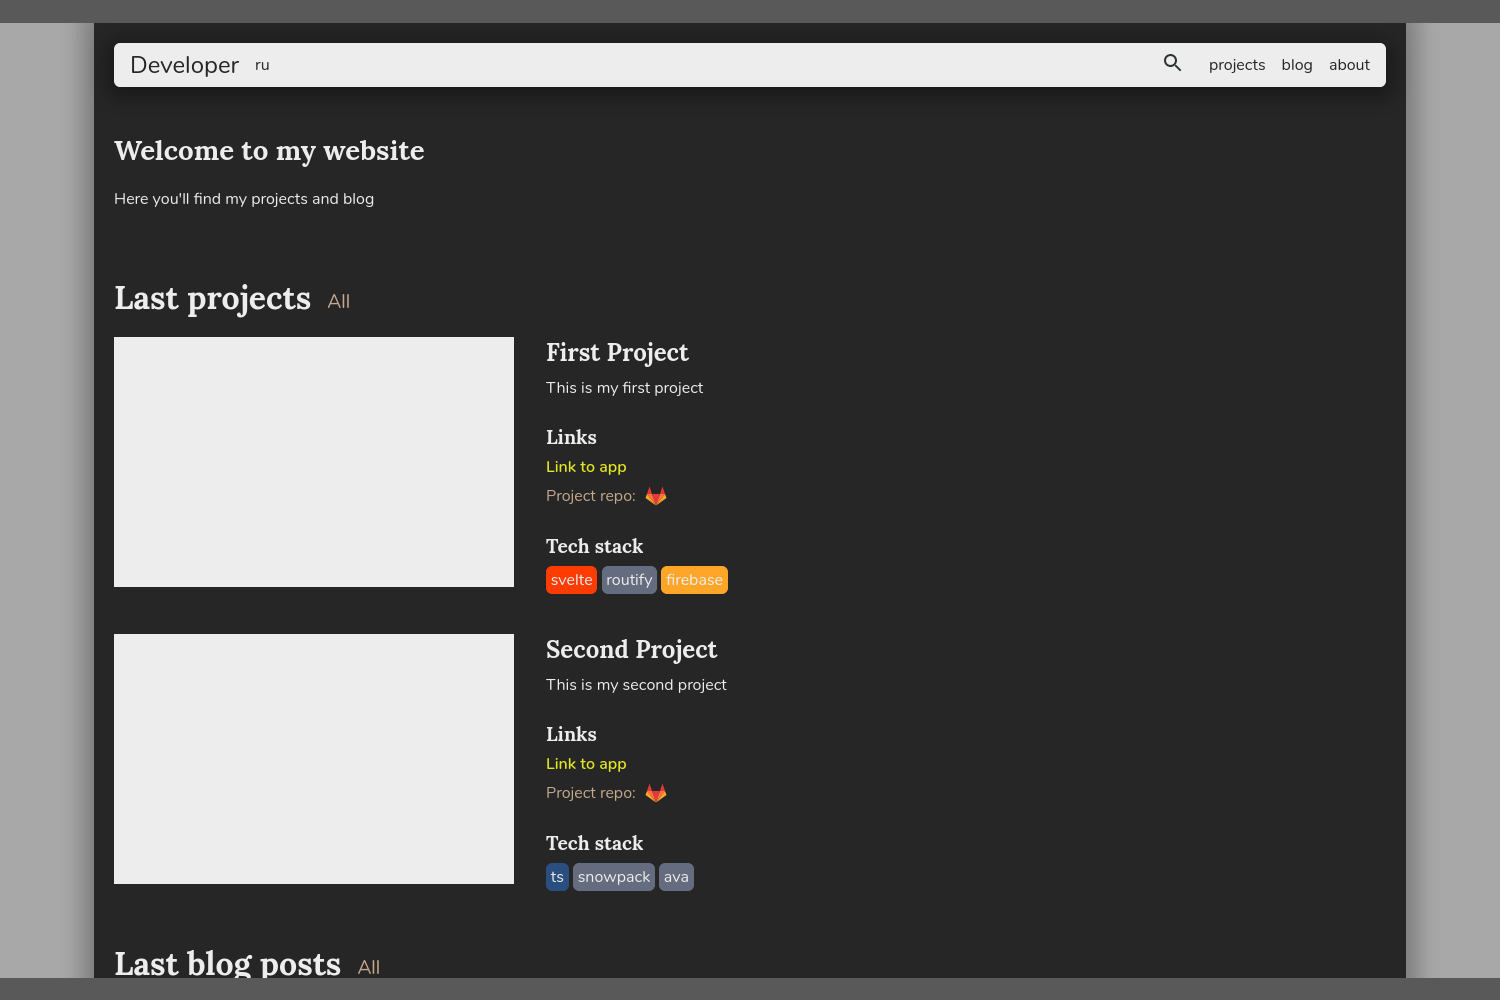 Developer ru projects blog about
Welcome to my website
Here you'll find my projects and blog
Last projects All
First Project
This is my first project
Links
Link to app
Project repo:
Tech stack
svelte routify firebase
Second Project
This is my second project
Links
Link to app
Project repo:
Tech stack
ts snowpack ava
Last blog posts All